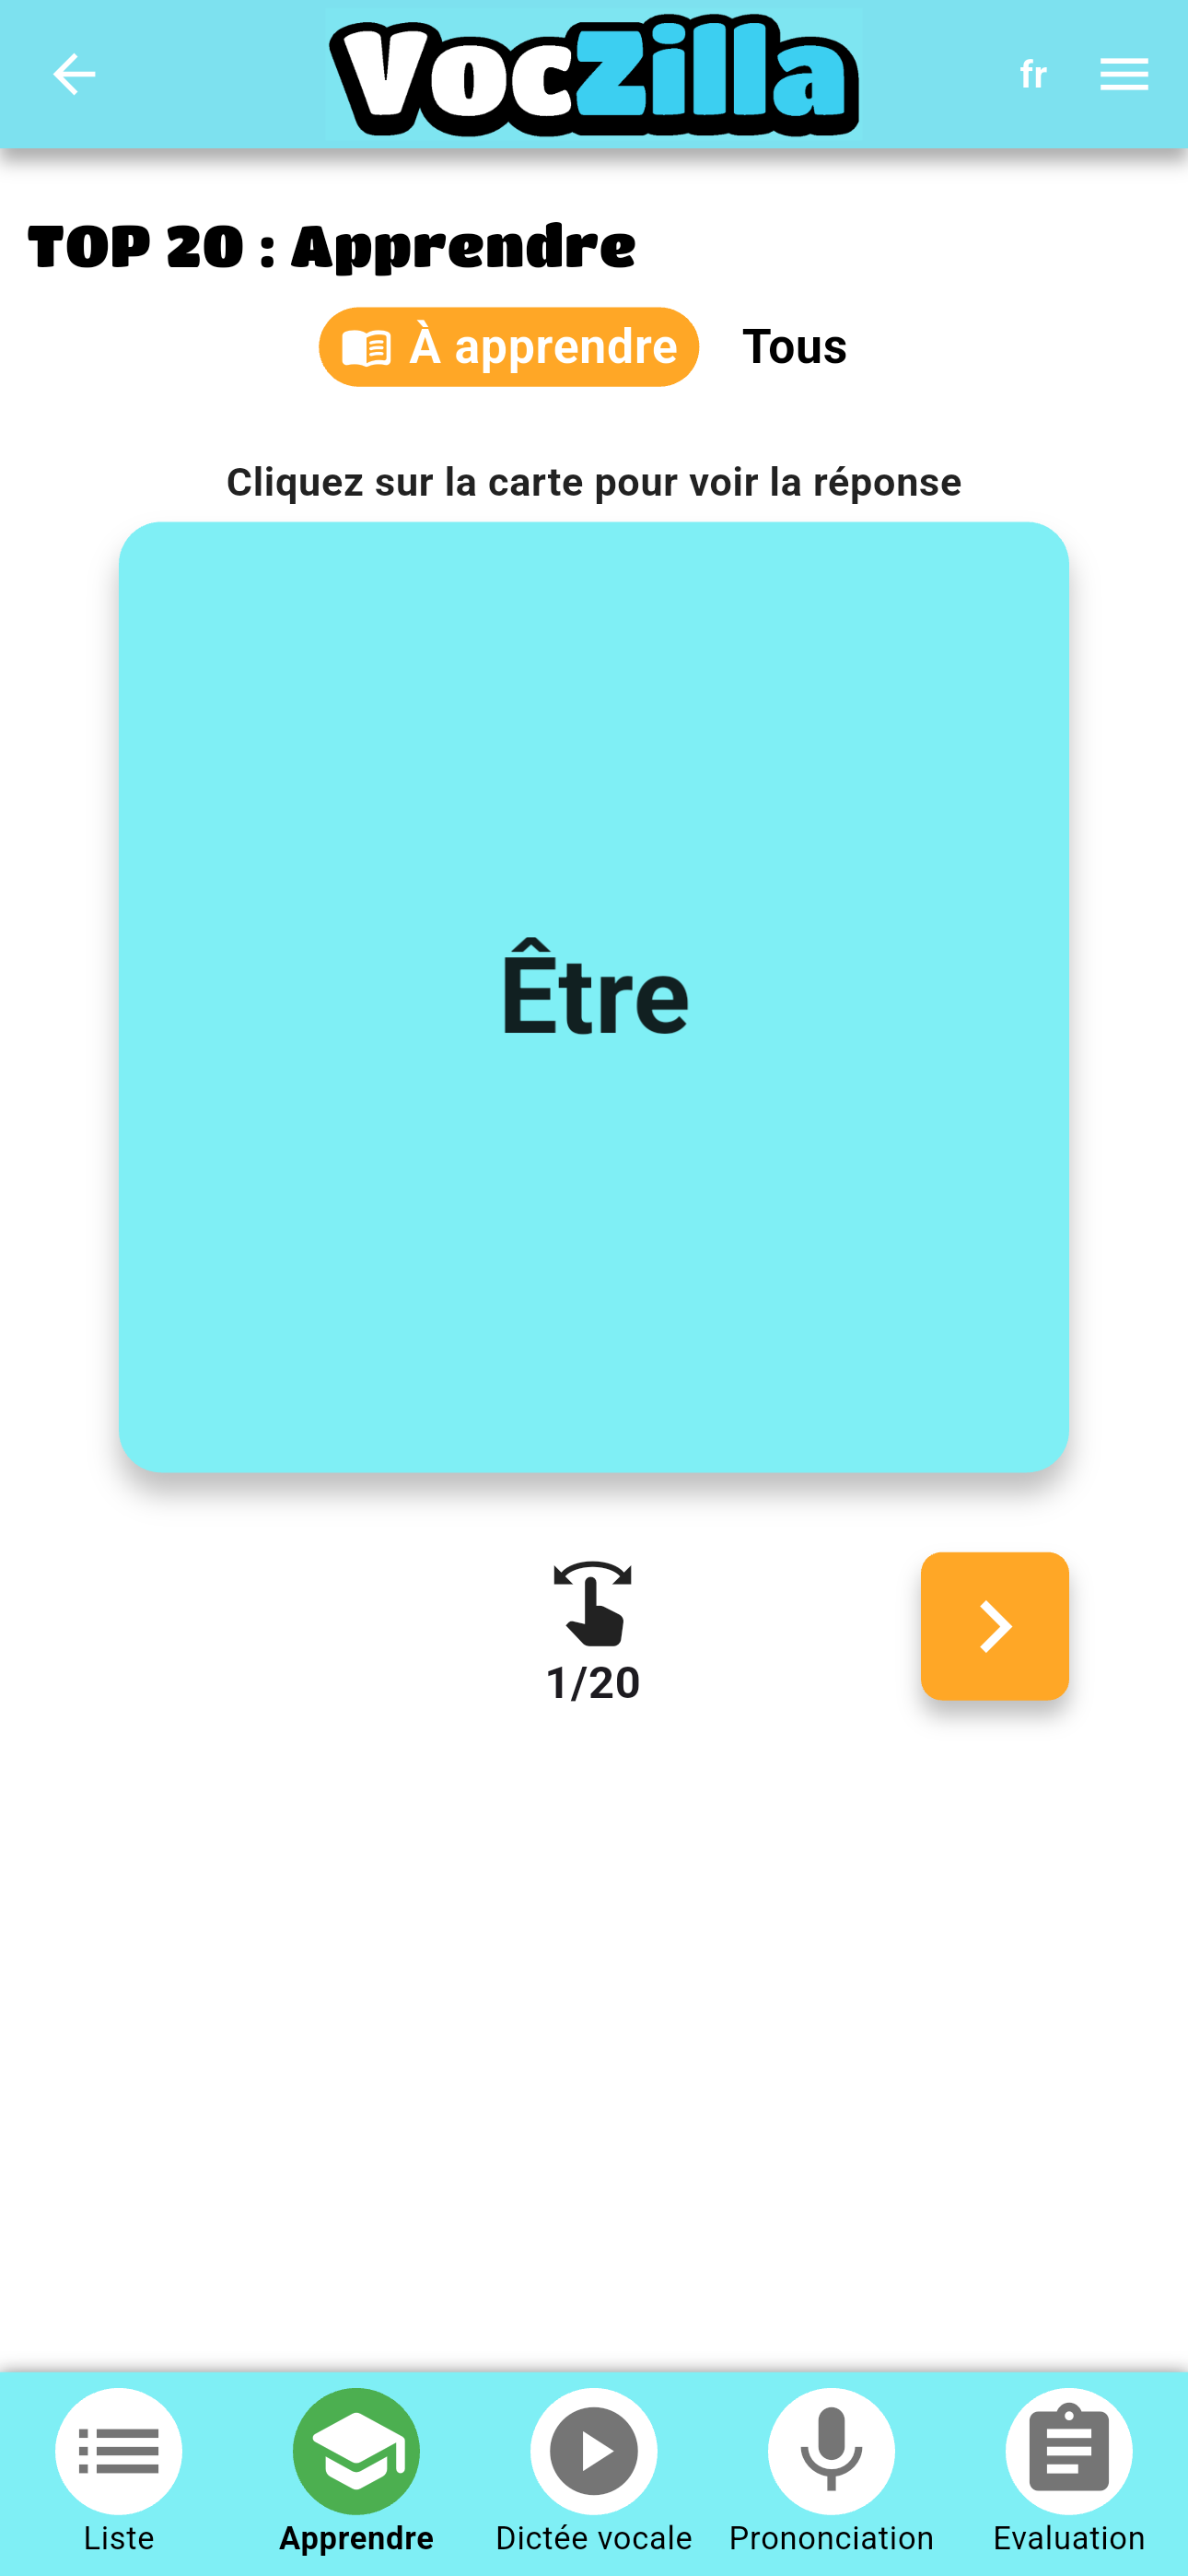 VocZilla
fr
TOP 20 : Apprendre
À apprendre
Tous
Cliquez sur la carte pour voir la réponse
Être
1/20
Liste
Apprendre
Dictée vocale
Prononciation
Evaluation